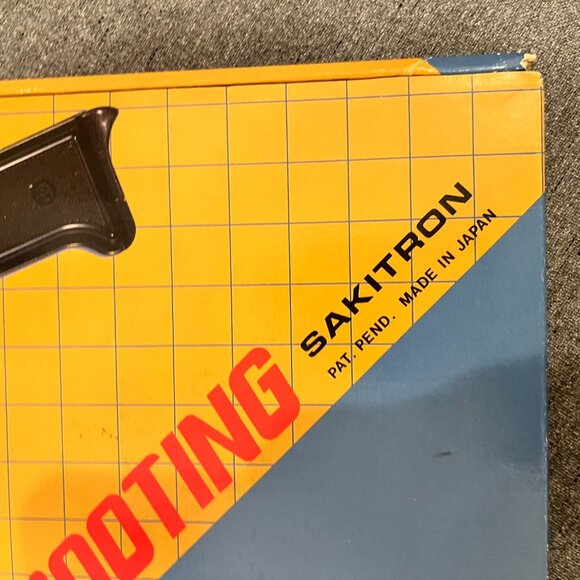 SAKITRON
PAT. PEND. MADE IN JAPAN
OOTING